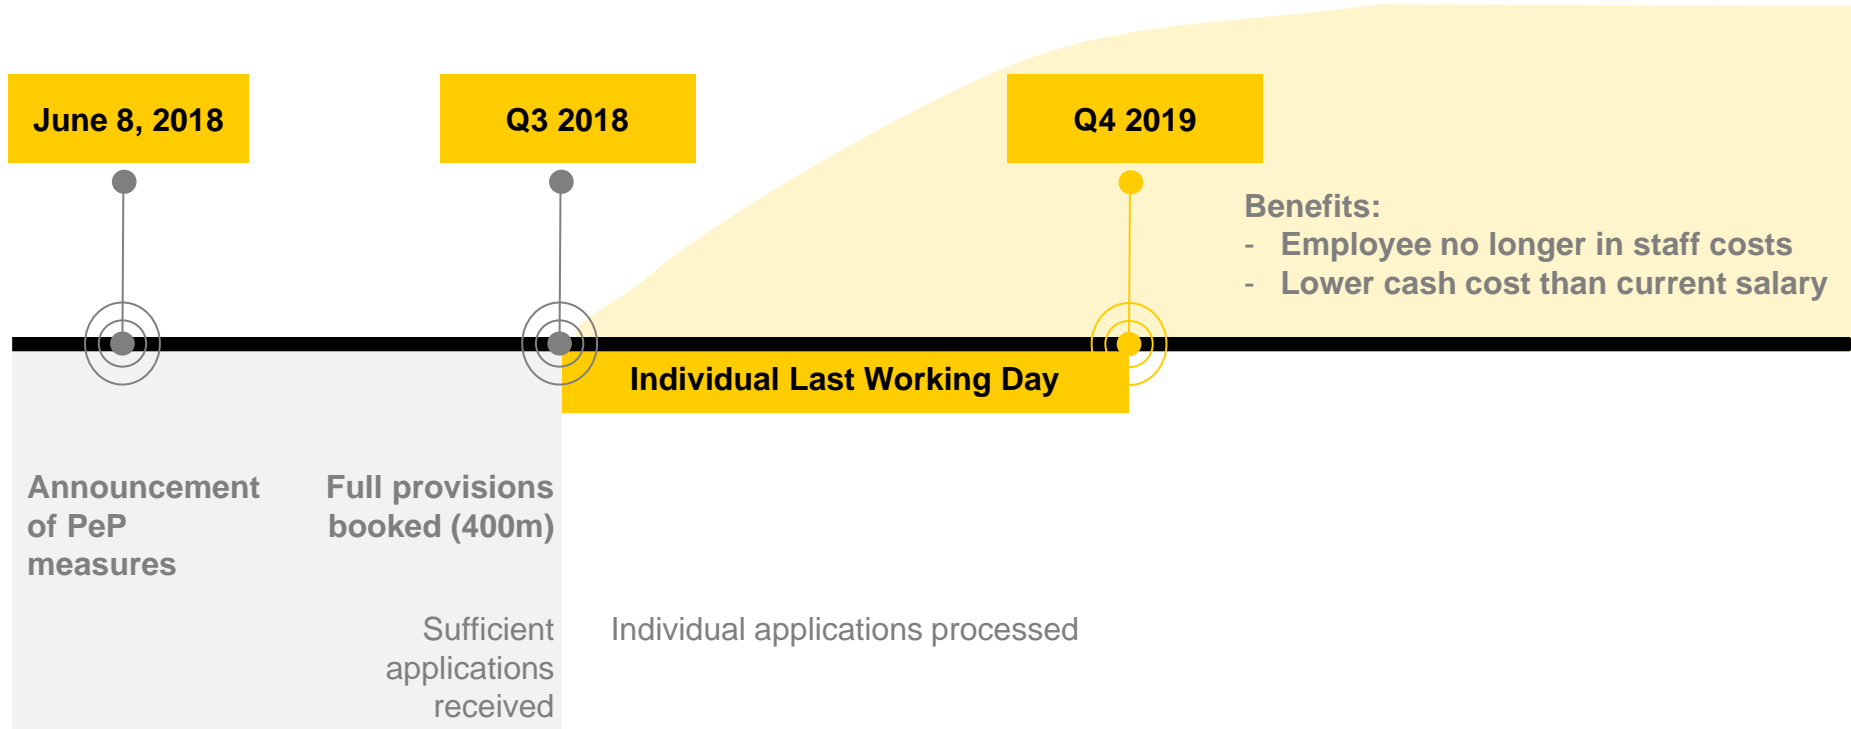 June 8, 2018
Q3 2018
Q4 2019
Benefits:
- Employee no longer in staff costs
- Lower cash cost than current salary
Individual Last Working Day
Announcement
of PeP
measures
Full provisions
booked (400m)
Sufficient
applications
received
Individual applications processed